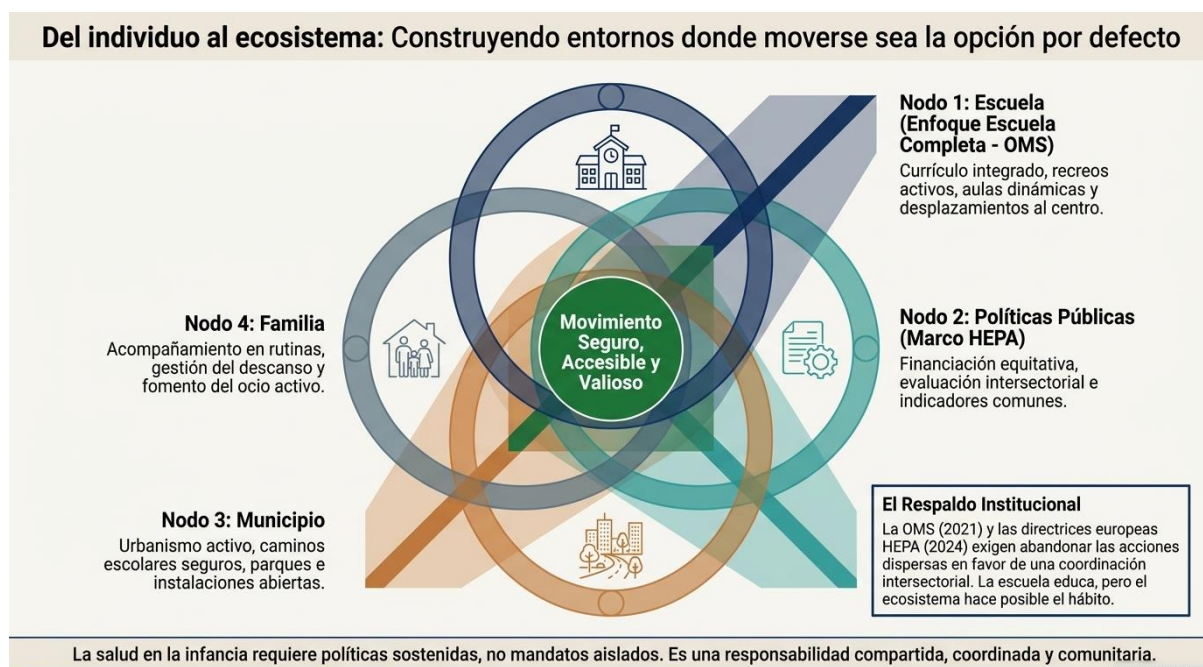 Del individuo al ecosistema: Construyendo entornos donde moverse sea la opción por defecto
Nodo 1: Escuela
(Enfoque Escuela
Completa - OMS)
Currículo integrado, recreos
activos, aulas dinámicas y
desplazamientos al centro.
Movimiento
Seguro,
Accesible y
Valioso
Nodo 2: Políticas Públicas
(Marco HEPA)
Financiación equitativa,
evaluación intersectorial e
indicadores comunes.
Nodo 4: Familia
Acompañamiento en rutinas,
gestión del descanso y
fomento del ocio activo.
Nodo 3: Municipio
Urbanismo activo, caminos
escolares seguros, parques e
instalaciones abiertas.
El Respaldo Institucional
La OMS (2021) y las directrices europeas
HEPA (2024) exigen abandonar las acciones
dispersas en favor de una coordinación
intersectorial. La escuela educa, pero el
ecosistema hace posible el hábito.
La salud en la infancia requiere políticas sostenidas, no mandatos aislados. Es una responsabilidad compartida, coordinada y comunitaria.